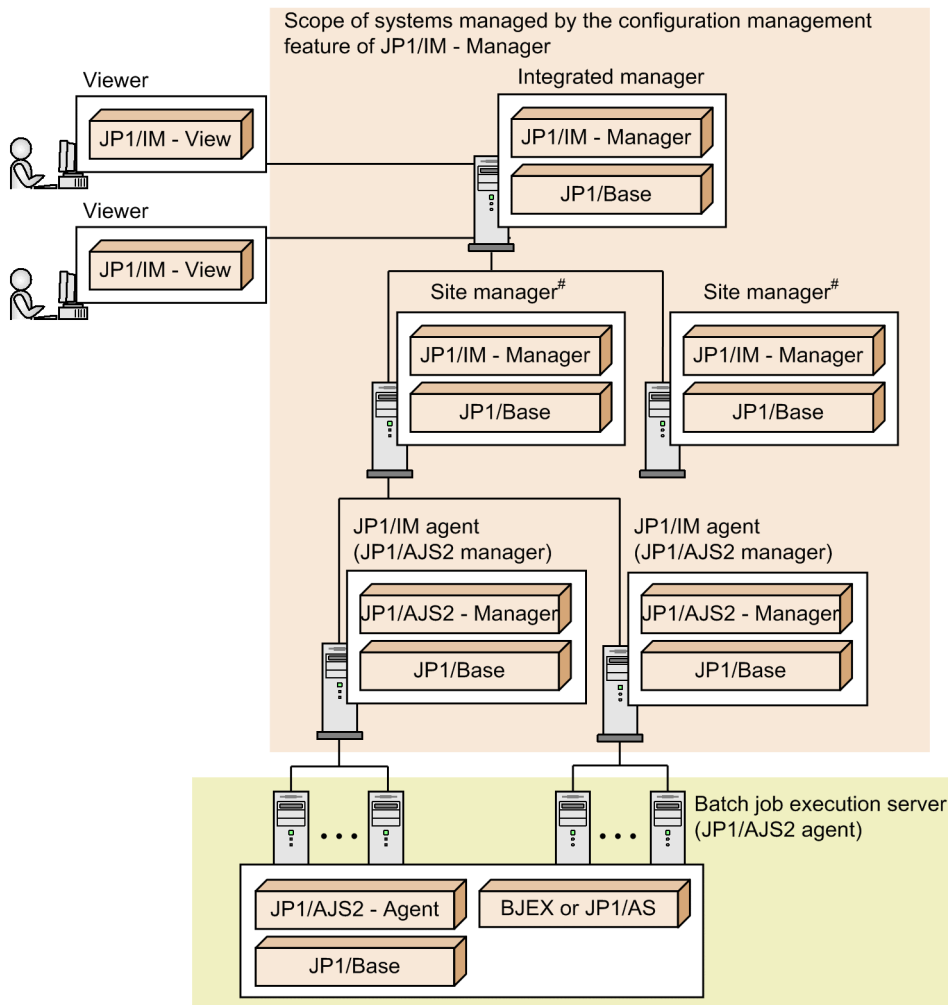 Scope of systems managed by the configuration management
feature of JP1/IM - Manager
Viewer
JP1/IM - View
Integrated manager
JP1/IM - Manager
JP1/Base
Viewer
JP1/IM - View
Site manager#
JP1/IM - Manager
JP1/Base
Site manager#
JP1/IM - Manager
JP1/Base
JP1/IM agent
(JP1/AJS2 manager)
JP1/AJS2 - Manager
JP1/Base
JP1/IM agent
(JP1/AJS2 manager)
JP1/AJS2 - Manager
JP1/Base
Batch job execution server
(JP1/AJS2 agent)
JP1/AJS2 - Agent
JP1/Base
BJEX or JP1/AS